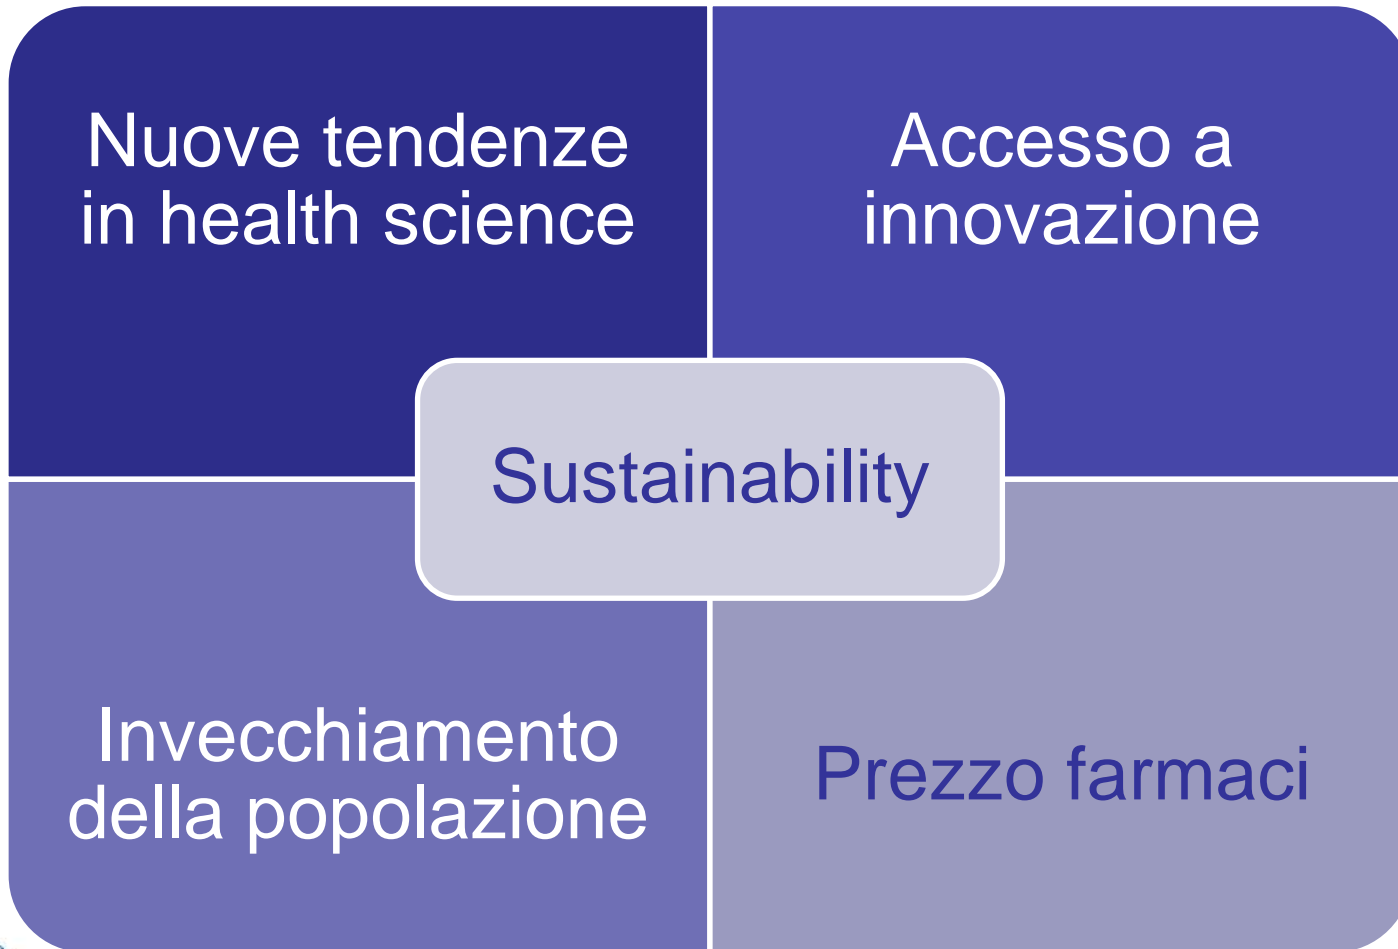 Nuove tendenze
in health science
Accesso a
innovazione
Sustainability
Invecchiamento
della popolazione
Prezzo farmaci